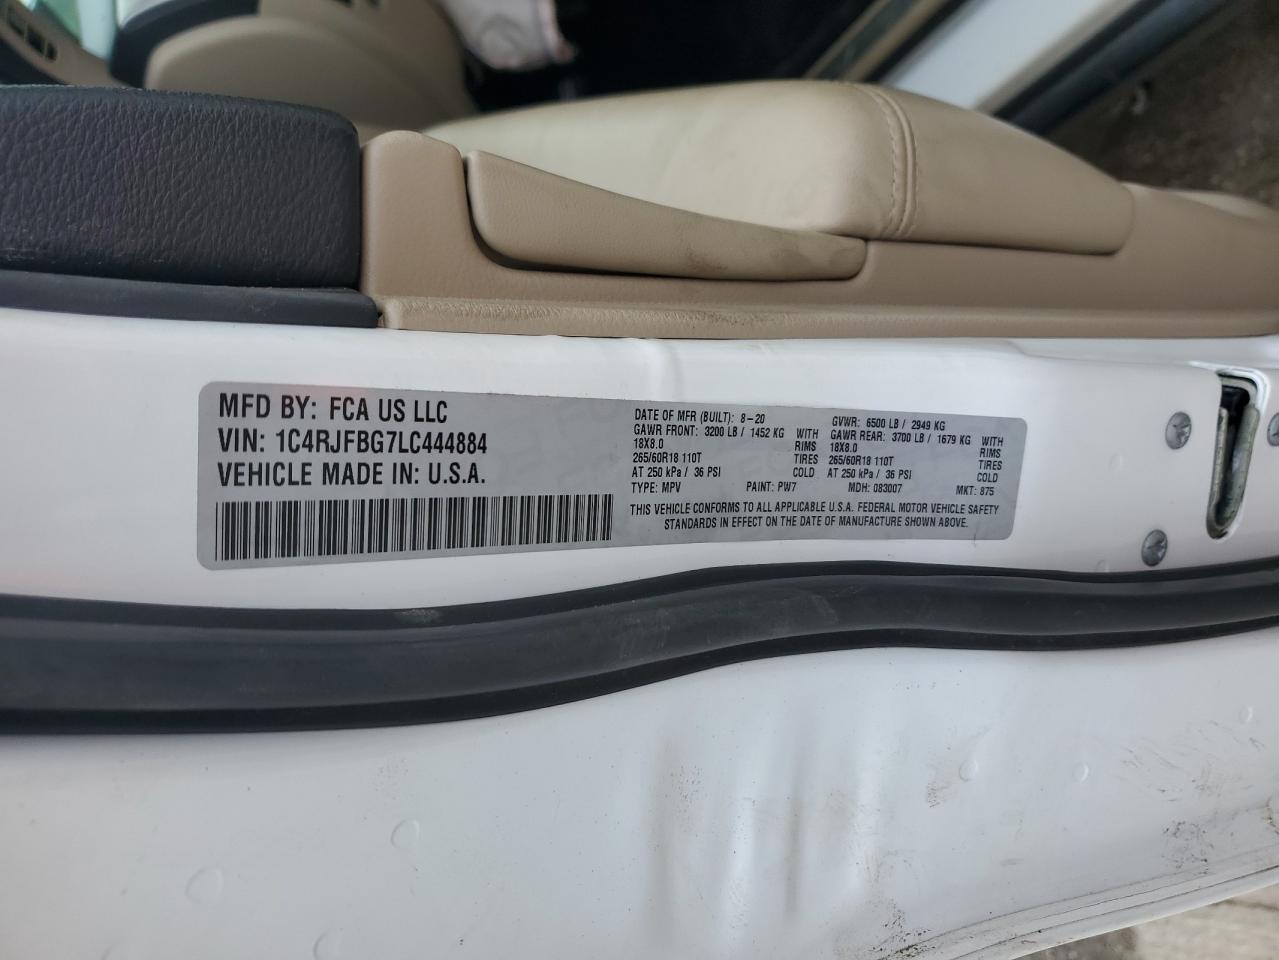 MFD BY: FCA US LLC
VIN: 1C4RJFBG7LC444884
VEHICLE MADE IN: U.S.A.
DATE OF MFR (BUILT): 8-20 GVWR: 6500 LB / 2949 KG
GAWR FRONT: 3200 LB / 1452 KG WITH GAWR REAR: 3700 LB / 1679 KG WITH
18X8.0 RIMS 18X8.0 RIMS
265/60R18 110T TIRES 265/60R18 110T TIRES
AT 250 kPa / 36 PSI COLD AT 250 kPa / 36 PSI COLD
TYPE: MPV PAINT: PW7 MDH: 083007 MKT: 875
THIS VEHICLE CONFORMS TO ALL APPLICABLE U.S.A. FEDERAL MOTOR VEHICLE SAFETY
STANDARDS IN EFFECT ON THE DATE OF MANUFACTURE SHOWN ABOVE.